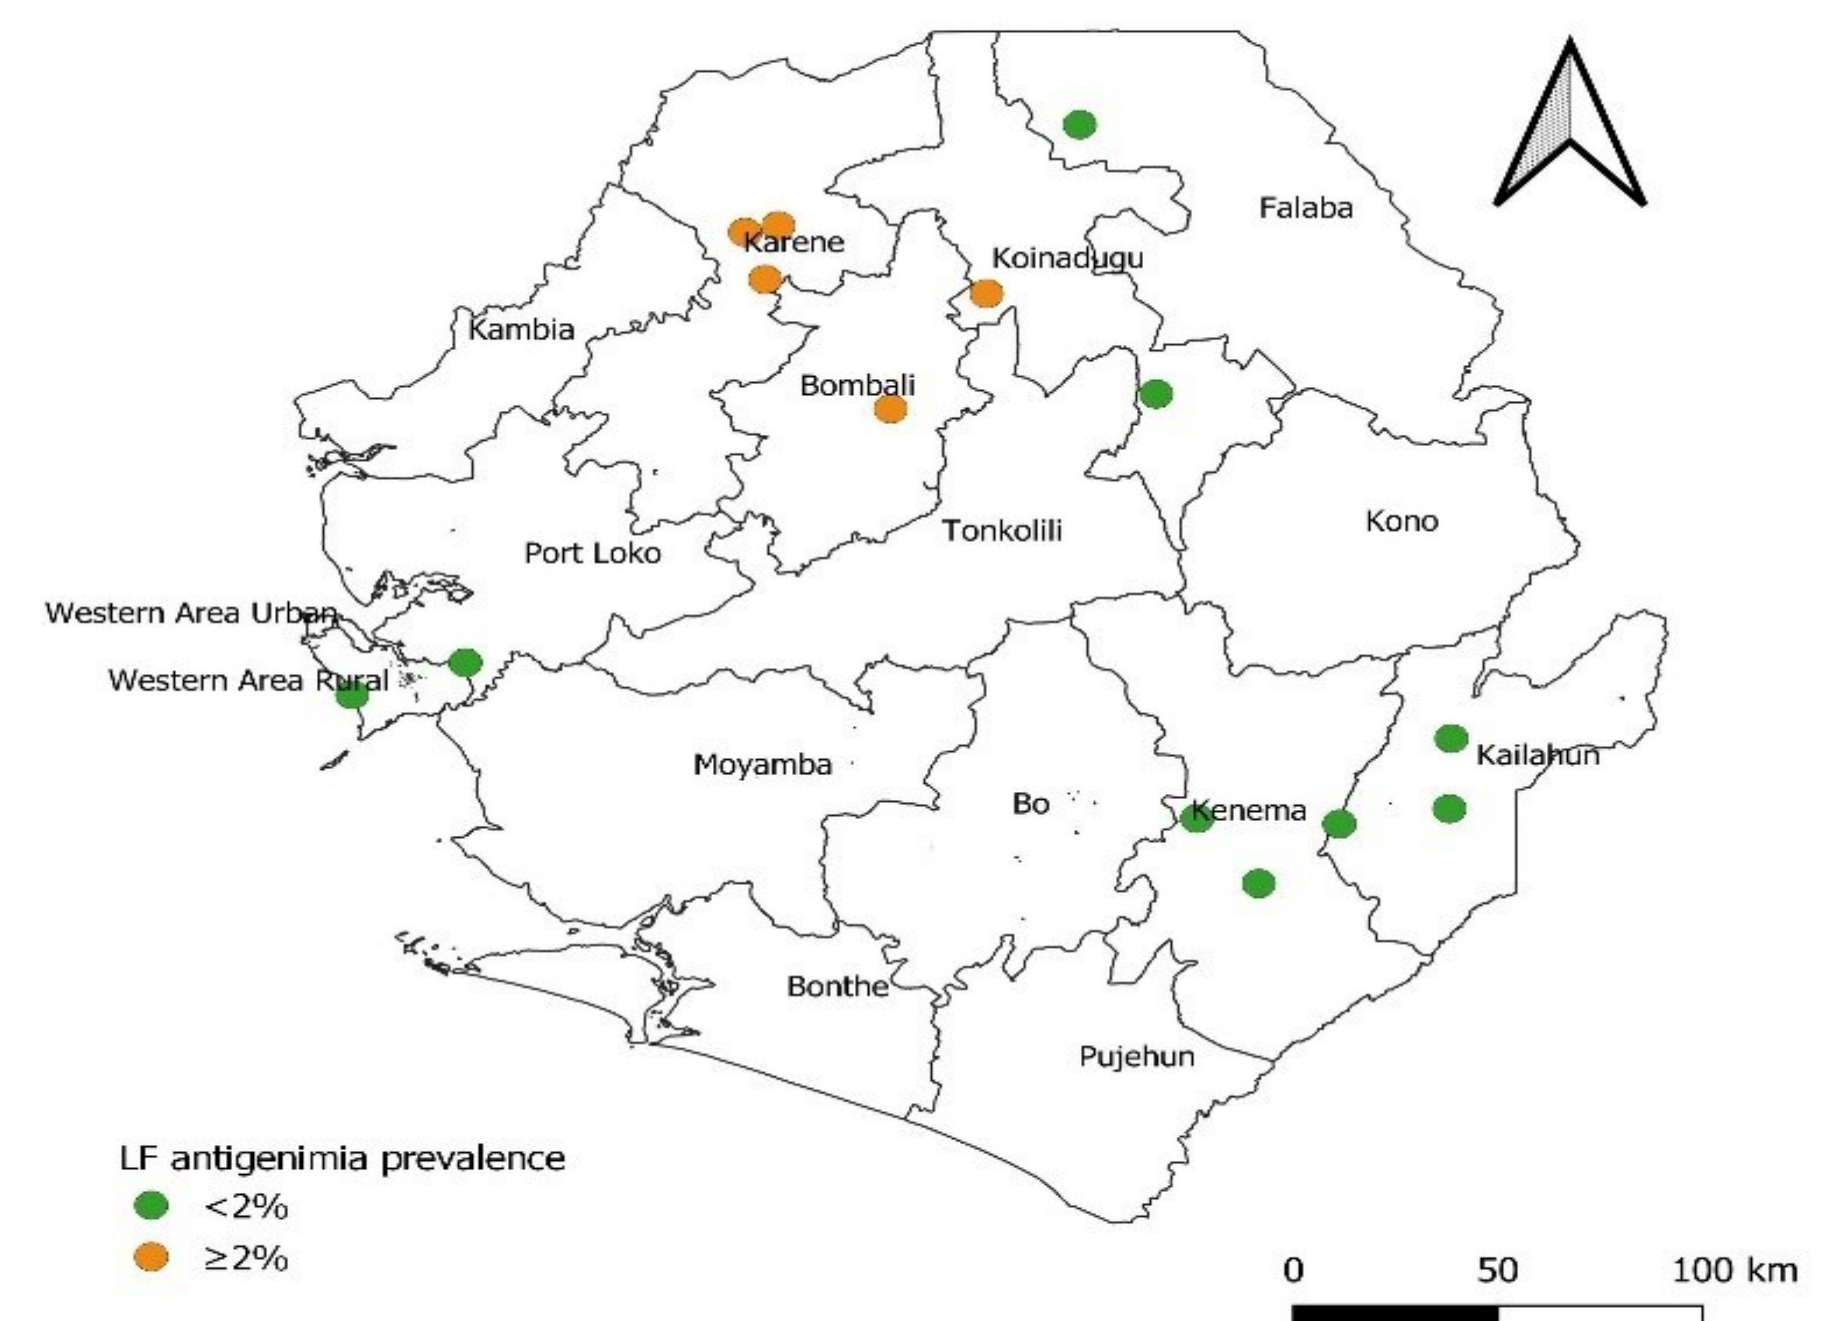 Falaba
Karene
Koinadugu
Kambia
Bombali
Kono
Tonkolili
Port Loko
Western Area Urban
Western Area Rural
Kailahun
Moyamba
Bo
Kenema
Bonthe
Pujehun
LF antigenimia prevalence
<2%
≥2%
0 50 100 km